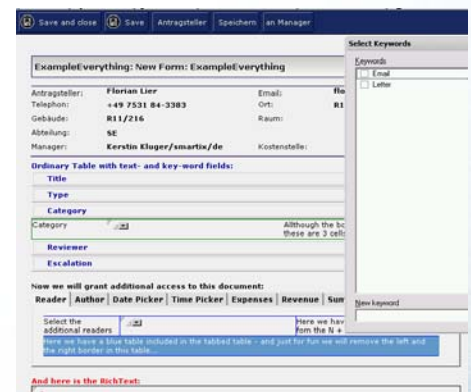 Save and close Save Antragsteller Speichern an Manager
Select Keywords
Keywords
Email
Letter
New keyword
ExampleEverything: New Form: ExampleEverything
Antragsteller: Florian Lier Email: flo
Telephon: +49 7531 84-3383 Ort: R1
Gebäude: R11/216 Raum:
Abteilung: SE
Manager: Kerstin Kluger/smartix/de Kostenstelle:
Ordinary Table with text- and key-word fields:
Title
Type
Category
Category Although the bo
these are 3 cells
Reviewer
Escalation
Now we will grant additional access to this document:
Reader Author Date Picker Time Picker Expenses Revenue Sum
Select the Here we hav
additional readers fom the N +
Here we have a blue table included in the tabbed table - and just for fun we will remove the left and
the right border in this table...
And here is the RichText: